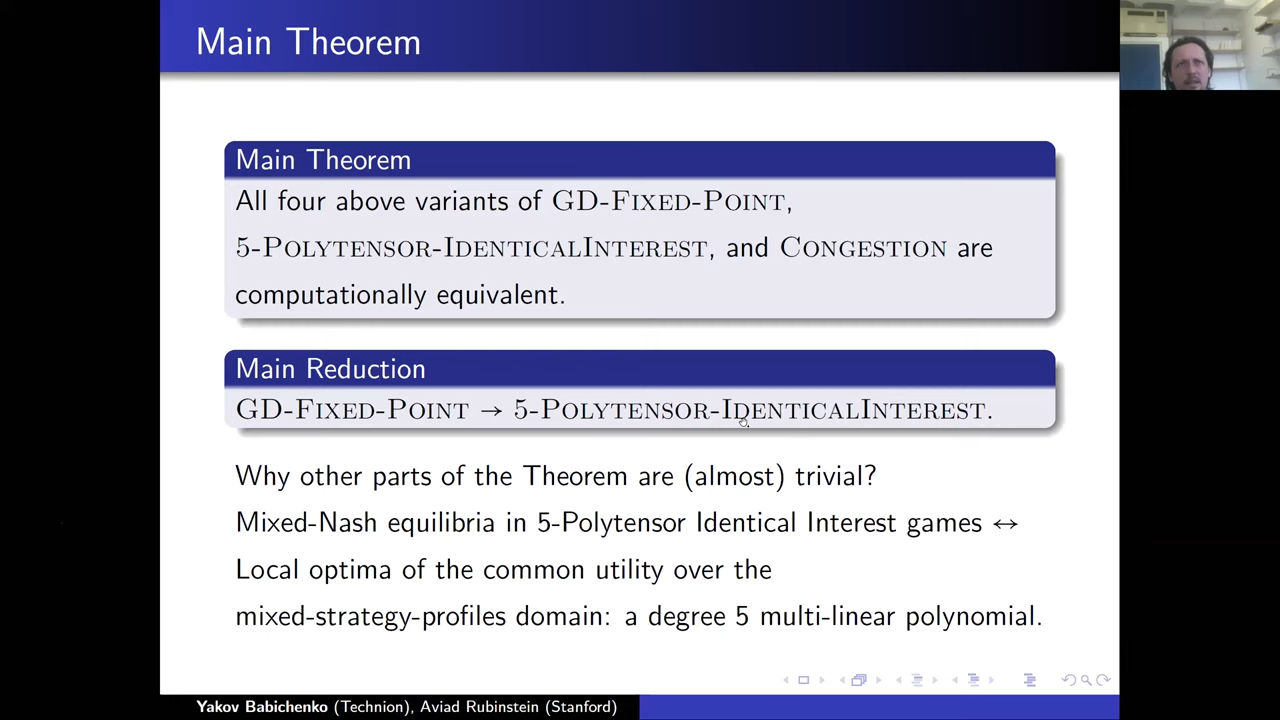 Main Theorem
Main Theorem
All four above variants of GD-Fixed-Point,
5-Polytensor-IdenticalInterest, and Congestion are
computationally equivalent.
Main Reduction
GD-Fixed-Point → 5-Polytensor-IdenticalInterest.
Why other parts of the Theorem are (almost) trivial?
Mixed-Nash equilibria in 5-Polytensor Identical Interest games ↔
Local optima of the common utility over the
mixed-strategy-profiles domain: a degree 5 multi-linear polynomial.
Yakov Babichenko (Technion), Aviad Rubinstein (Stanford)